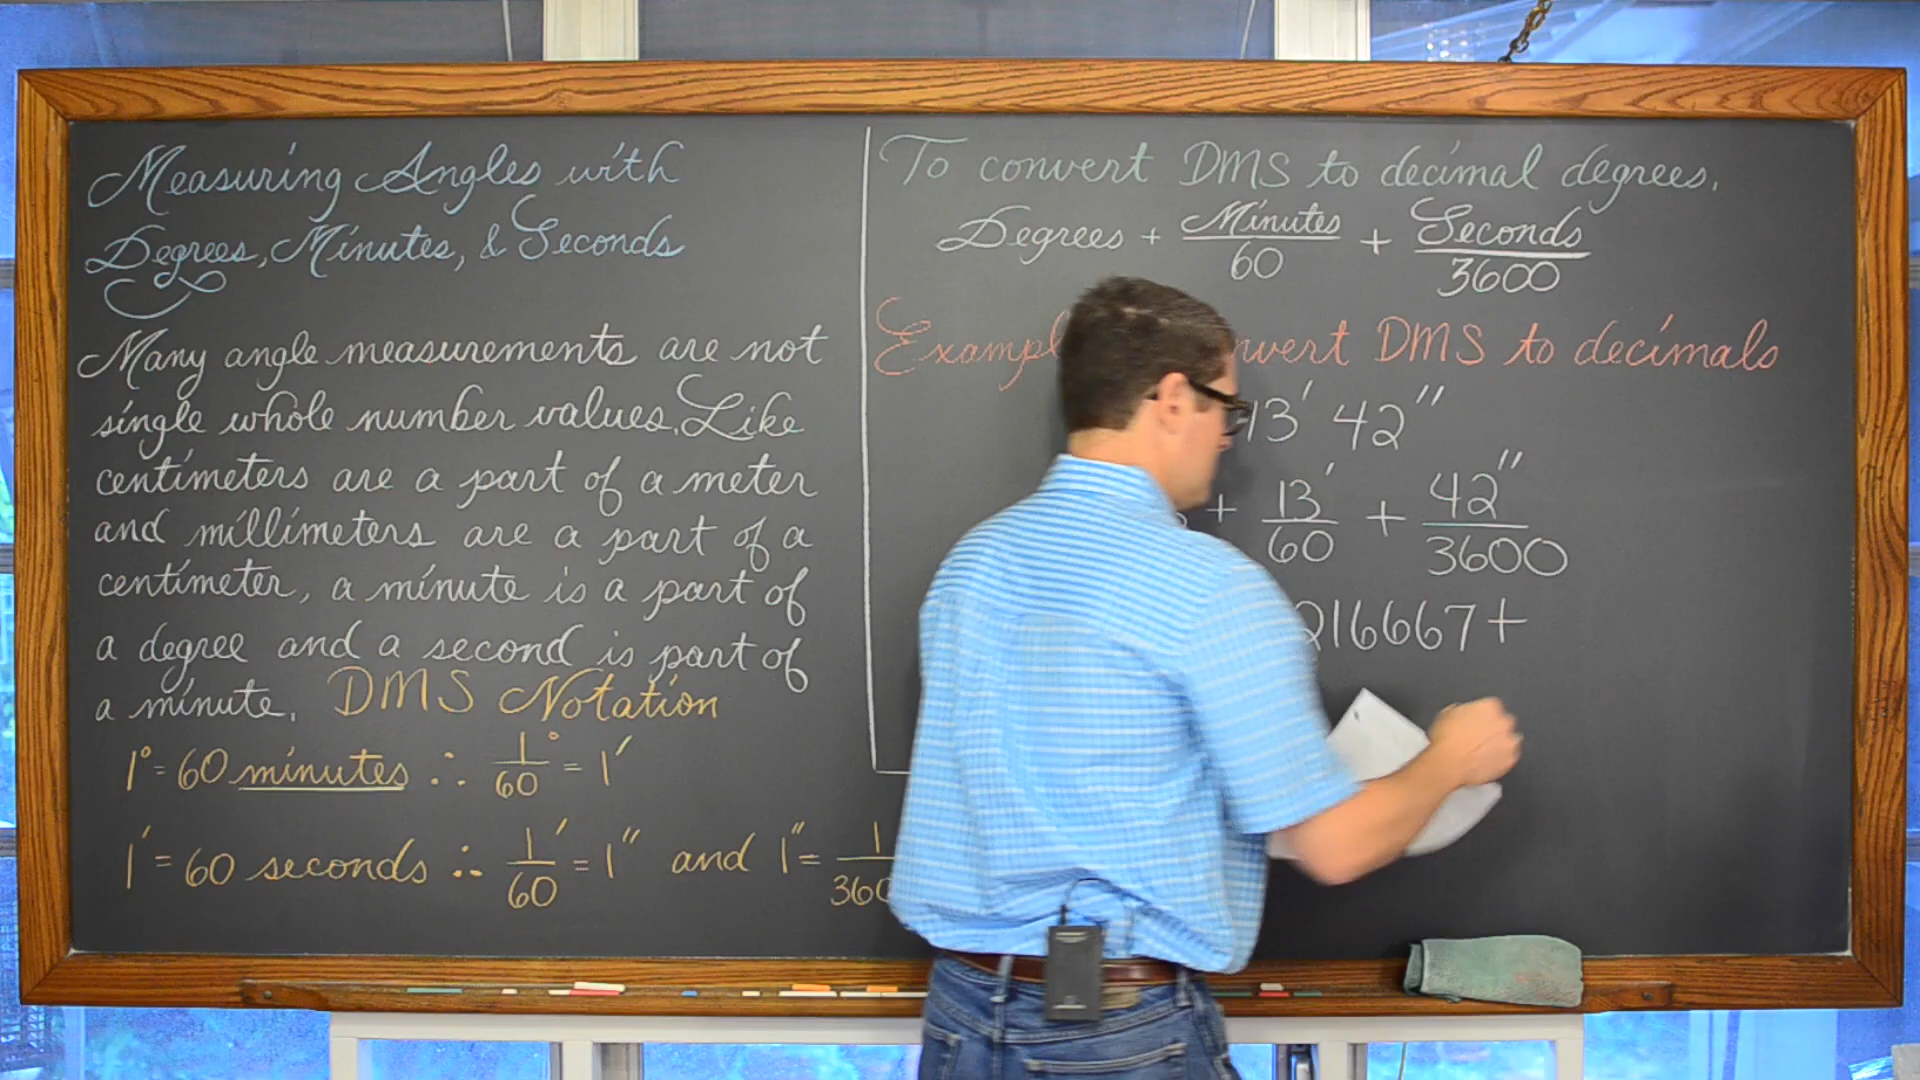 Measuring Angles with
Degrees, Minutes, & Seconds
Many angle measurements are not
single whole number values. Like
centimeters are a part of a meter
and millimeters are a part of a
centimeter, a minute is a part of
a degree and a second is part of
a minute. DMS Notation
1° = 60 minutes ∴ 1/60° = 1′
1′ = 60 seconds ∴ 1/60′ = 1″ and 1″ = 1/360
To convert DMS to decimal degrees,
Degrees + Minutes/60 + Seconds/3600
Exampl nvert DMS to decimals
13′ 42″
+ 13′/60 + 42″/3600
216667 +